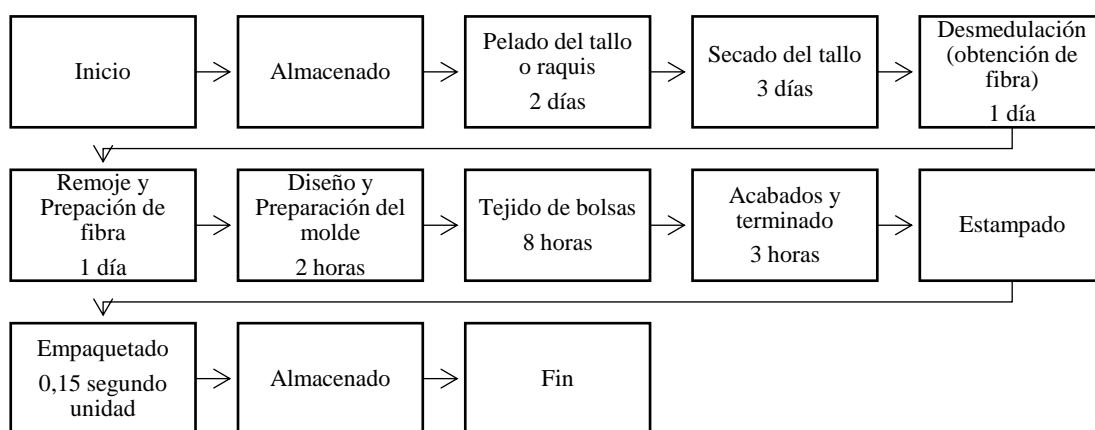 Inicio
Almacenado
Pelado del tallo
o raquis
2 días
Secado del tallo
3 días
Desmedulación
(obtención de
fibra)
1 día
Remoje y
Prepación de
fibra
1 día
Diseño y
Preparación del
molde
2 horas
Tejido de bolsas
8 horas
Acabados y
terminado
3 horas
Estampado
Empaquetado
0,15 segundo
unidad
Almacenado
Fin